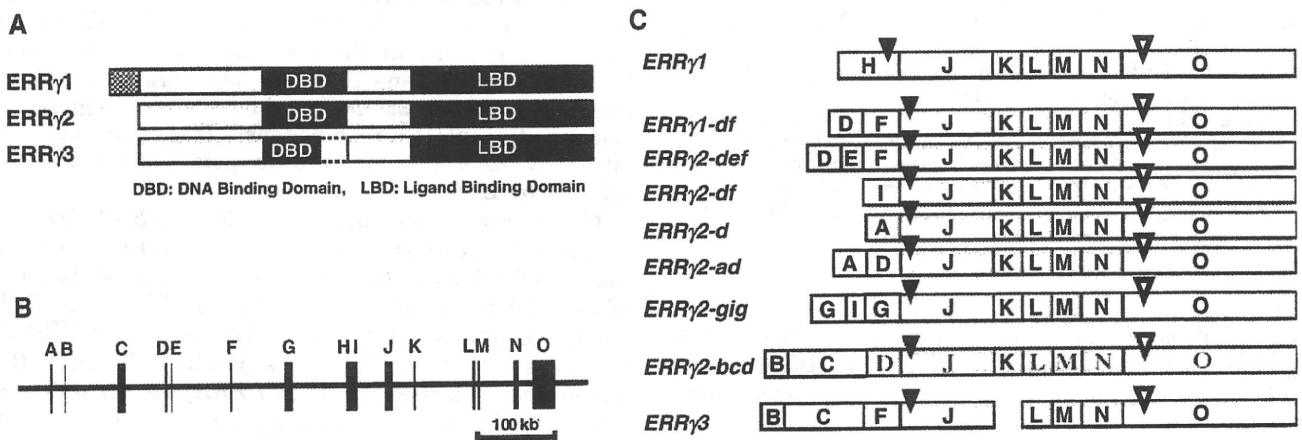 A
ERRγ1 DBD LBD
ERRγ2 DBD LBD
ERRγ3 DBD LBD
DBD: DNA Binding Domain, LBD: Ligand Binding Domain
B
A B C D E F G H I J K L M N O
100 kb
C
ERRγ1 H J K L M N O
ERRγ1-df D F J K L M N O
ERRγ2-def D E F J K L M N O
ERRγ2-df I J K L M N O
ERRγ2-d A J K L M N O
ERRγ2-ad A D J K L M N O
ERRγ2-gig G I G J K L M N O
ERRγ2-bcd B C D J K L M N O
ERRγ3 B C F J L M N O